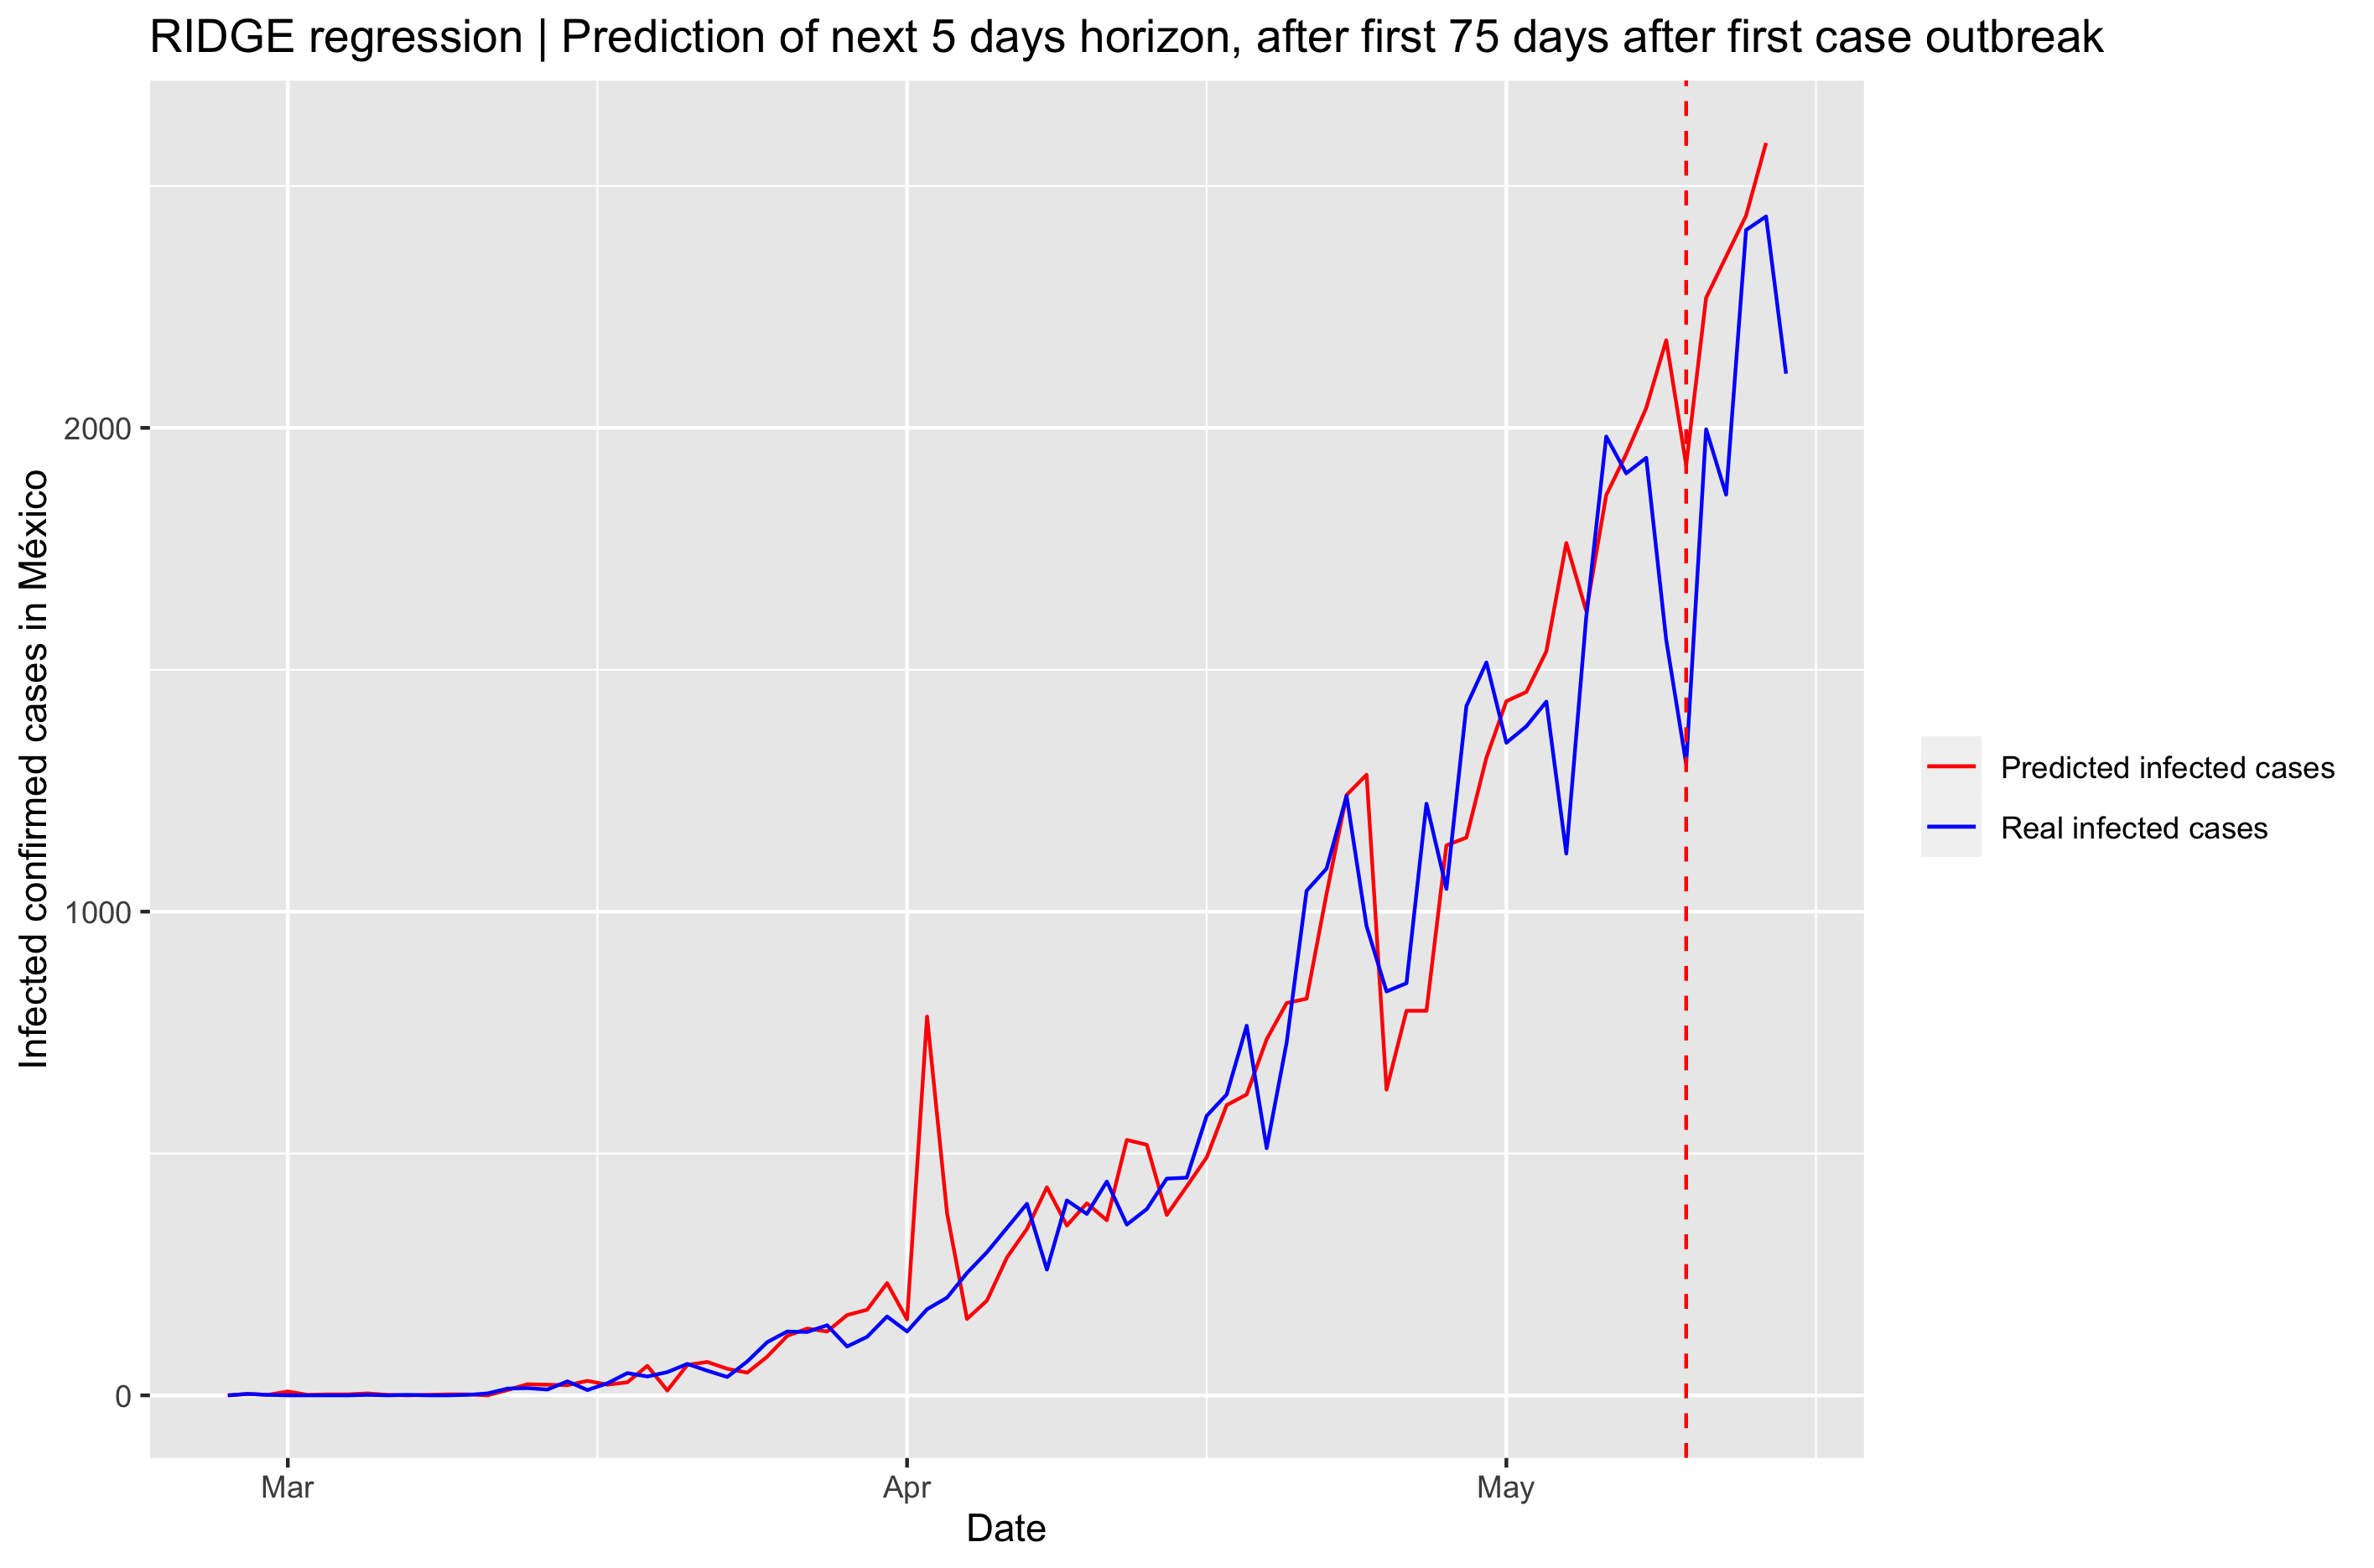 RIDGE regression | Prediction of next 5 days horizon, after first 75 days after first case outbreak
Infected confirmed cases in México
2000
1000
0
Mar
Apr
May
Date
Predicted infected cases
Real infected cases